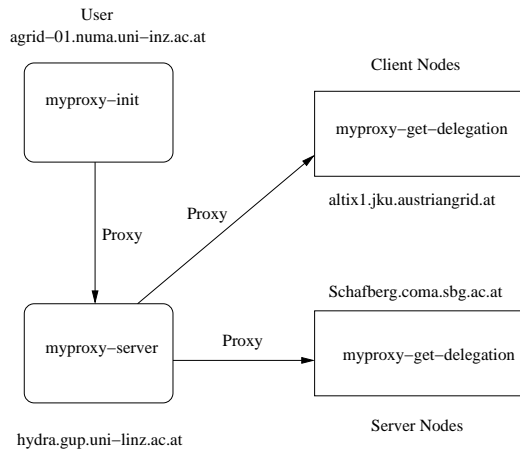 User
agrid-01.numa.uni-inz.ac.at
myproxy-init
Client Nodes
myproxy-get-delegation
altix1.jku.austriangrid.at
Proxy
Proxy
Schafberg.coma.sbg.ac.at
myproxy-server
Proxy
myproxy-get-delegation
Server Nodes
hydra.gup.uni-linz.ac.at